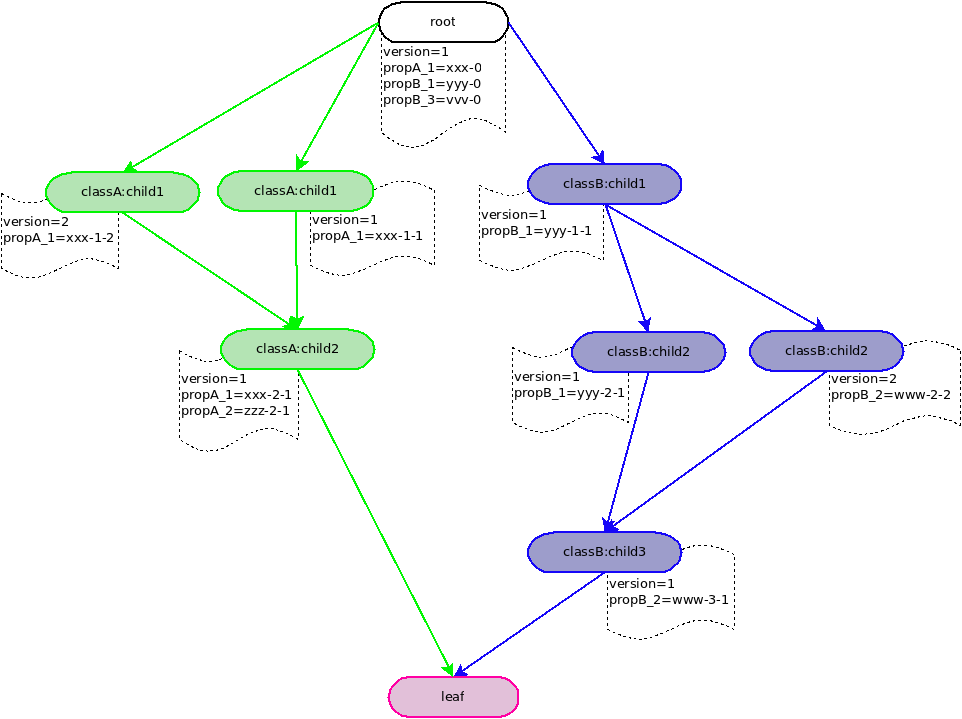 root
version=1
propA_1=xxx-0
propB_1=yyy-0
propB_3=vvv-0
classA:child1
version=2
propA_1=xxx-1-2
classA:child1
version=1
propA_1=xxx-1-1
classB:child1
version=1
propB_1=yyy-1-1
classA:child2
version=1
propA_1=xxx-2-1
propA_2=zzz-2-1
classB:child2
version=1
propB_1=yyy-2-1
classB:child2
version=2
propB_2=www-2-2
classB:child3
version=1
propB_2=www-3-1
leaf